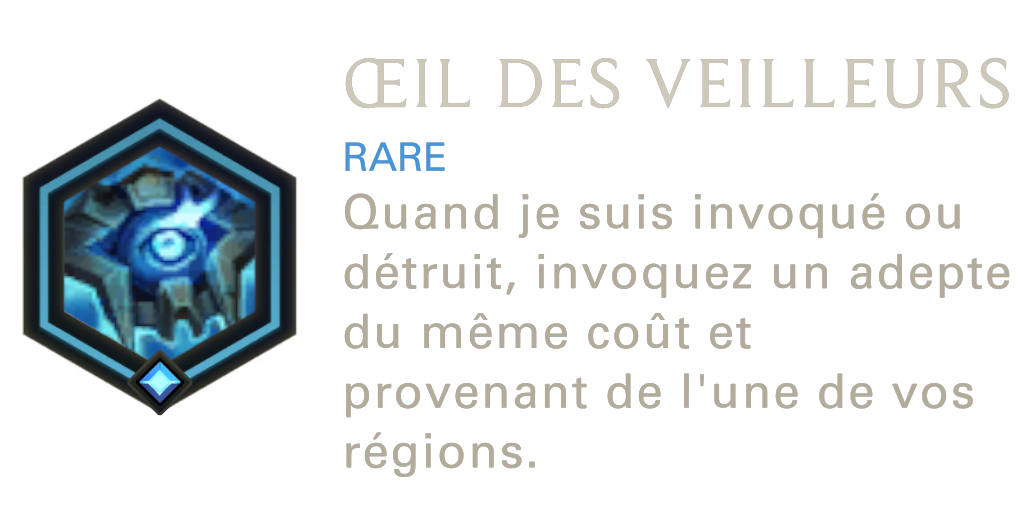 ŒIL DES VEILLEURS
RARE
Quand je suis invoqué ou
détruit, invoquez un adepte
du même coût et
provenant de l'une de vos
régions.